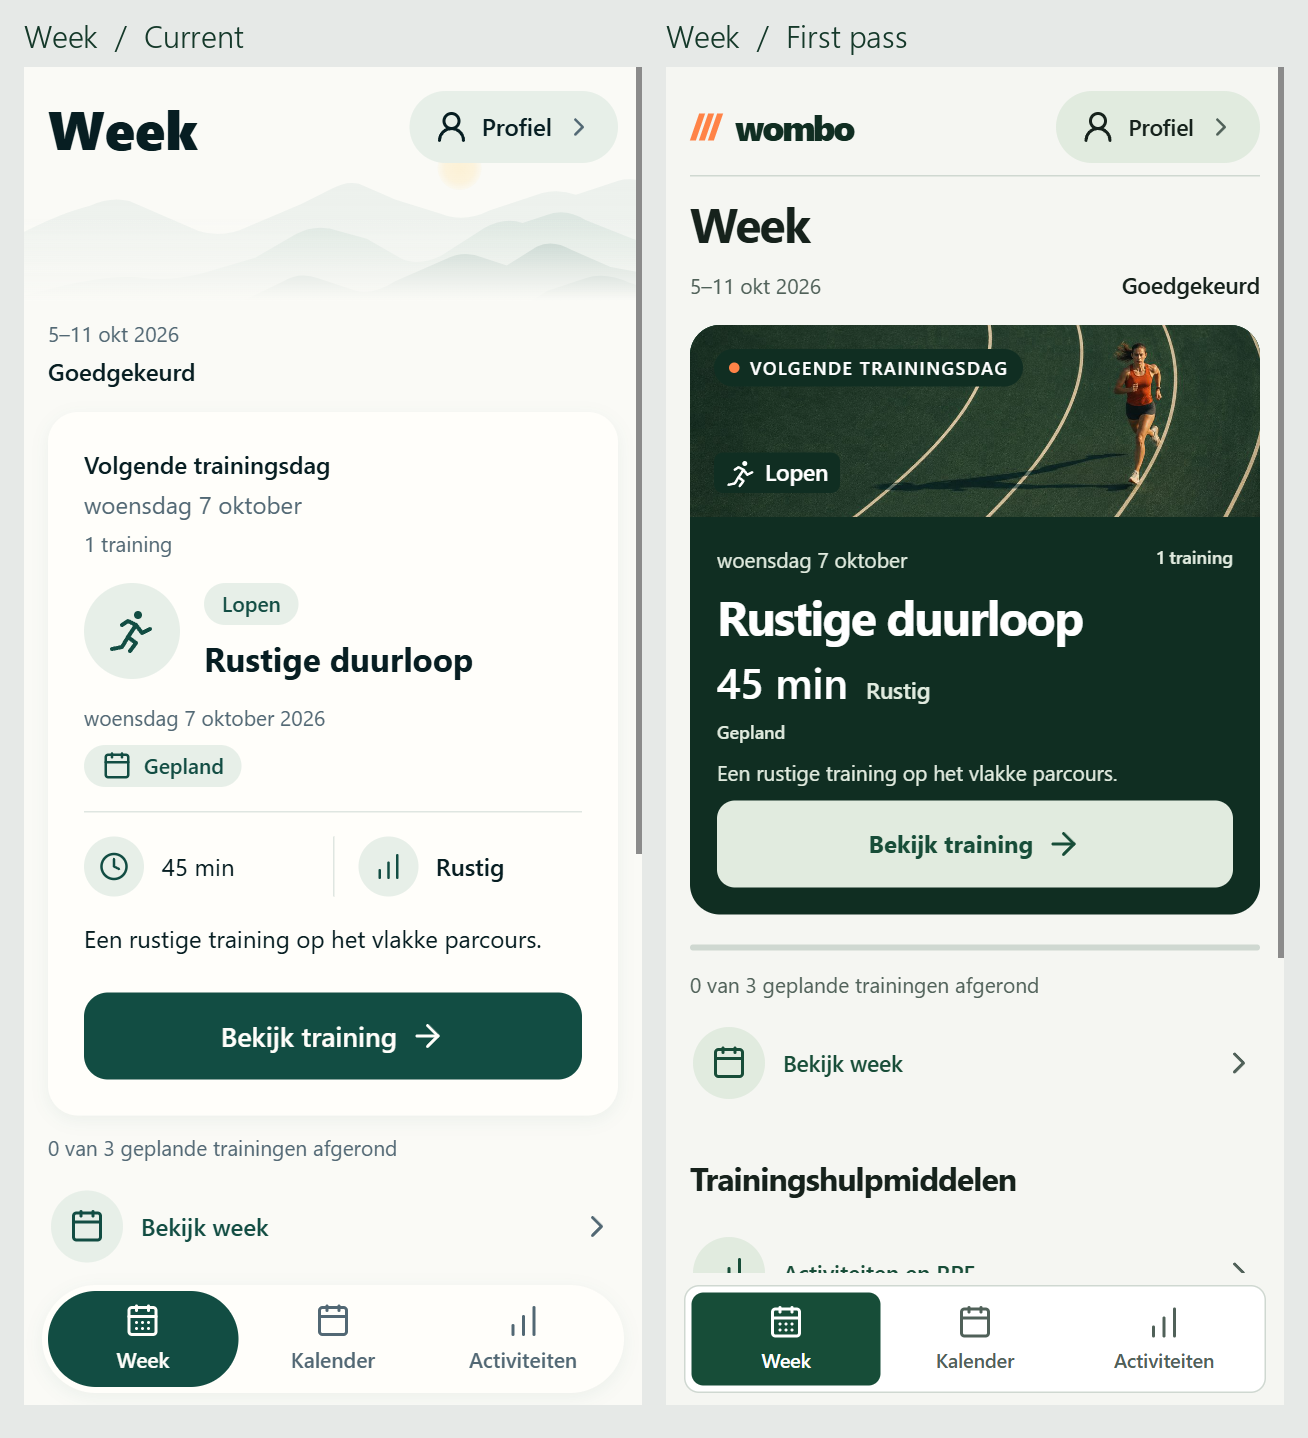 Week / Current
Week
Profiel
5–11 okt 2026
Goedgekeurd
Volgende trainingsdag
woensdag 7 oktober
1 training
Lopen
Rustige duurloop
woensdag 7 oktober 2026
Gepland
45 min
Rustig
Een rustige training op het vlakke parcours.
Bekijk training
0 van 3 geplande trainingen afgerond
Bekijk week
Week
Kalender
Activiteiten
Week / First pass
wombo
Profiel
Week
5–11 okt 2026
Goedgekeurd
VOLGENDE TRAININGSDAG
Lopen
woensdag 7 oktober
1 training
Rustige duurloop
45 min
Rustig
Gepland
Een rustige training op het vlakke parcours.
Bekijk training
0 van 3 geplande trainingen afgerond
Bekijk week
Trainingshulpmiddelen
Activiteiten en RPE
Week
Kalender
Activiteiten